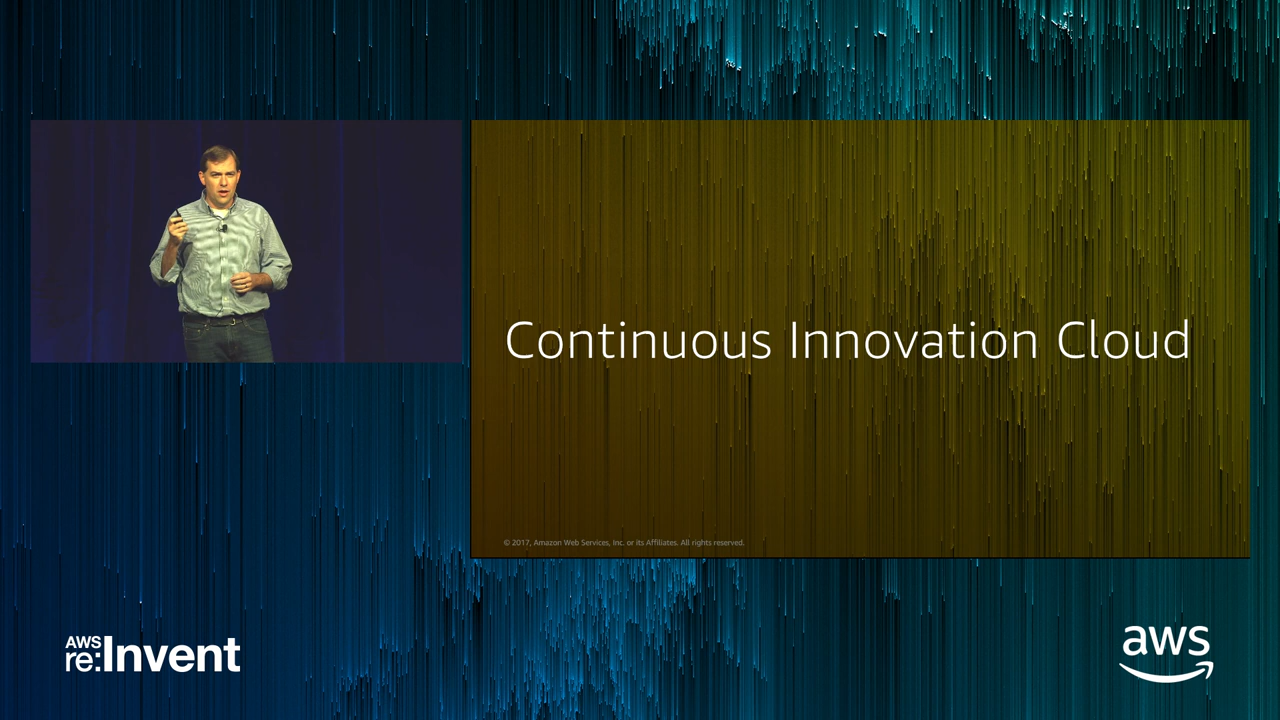 Continuous Innovation Cloud
© 2017, Amazon Web Services, Inc. or its Affiliates. All rights reserved.
AWS
re:Invent
aws